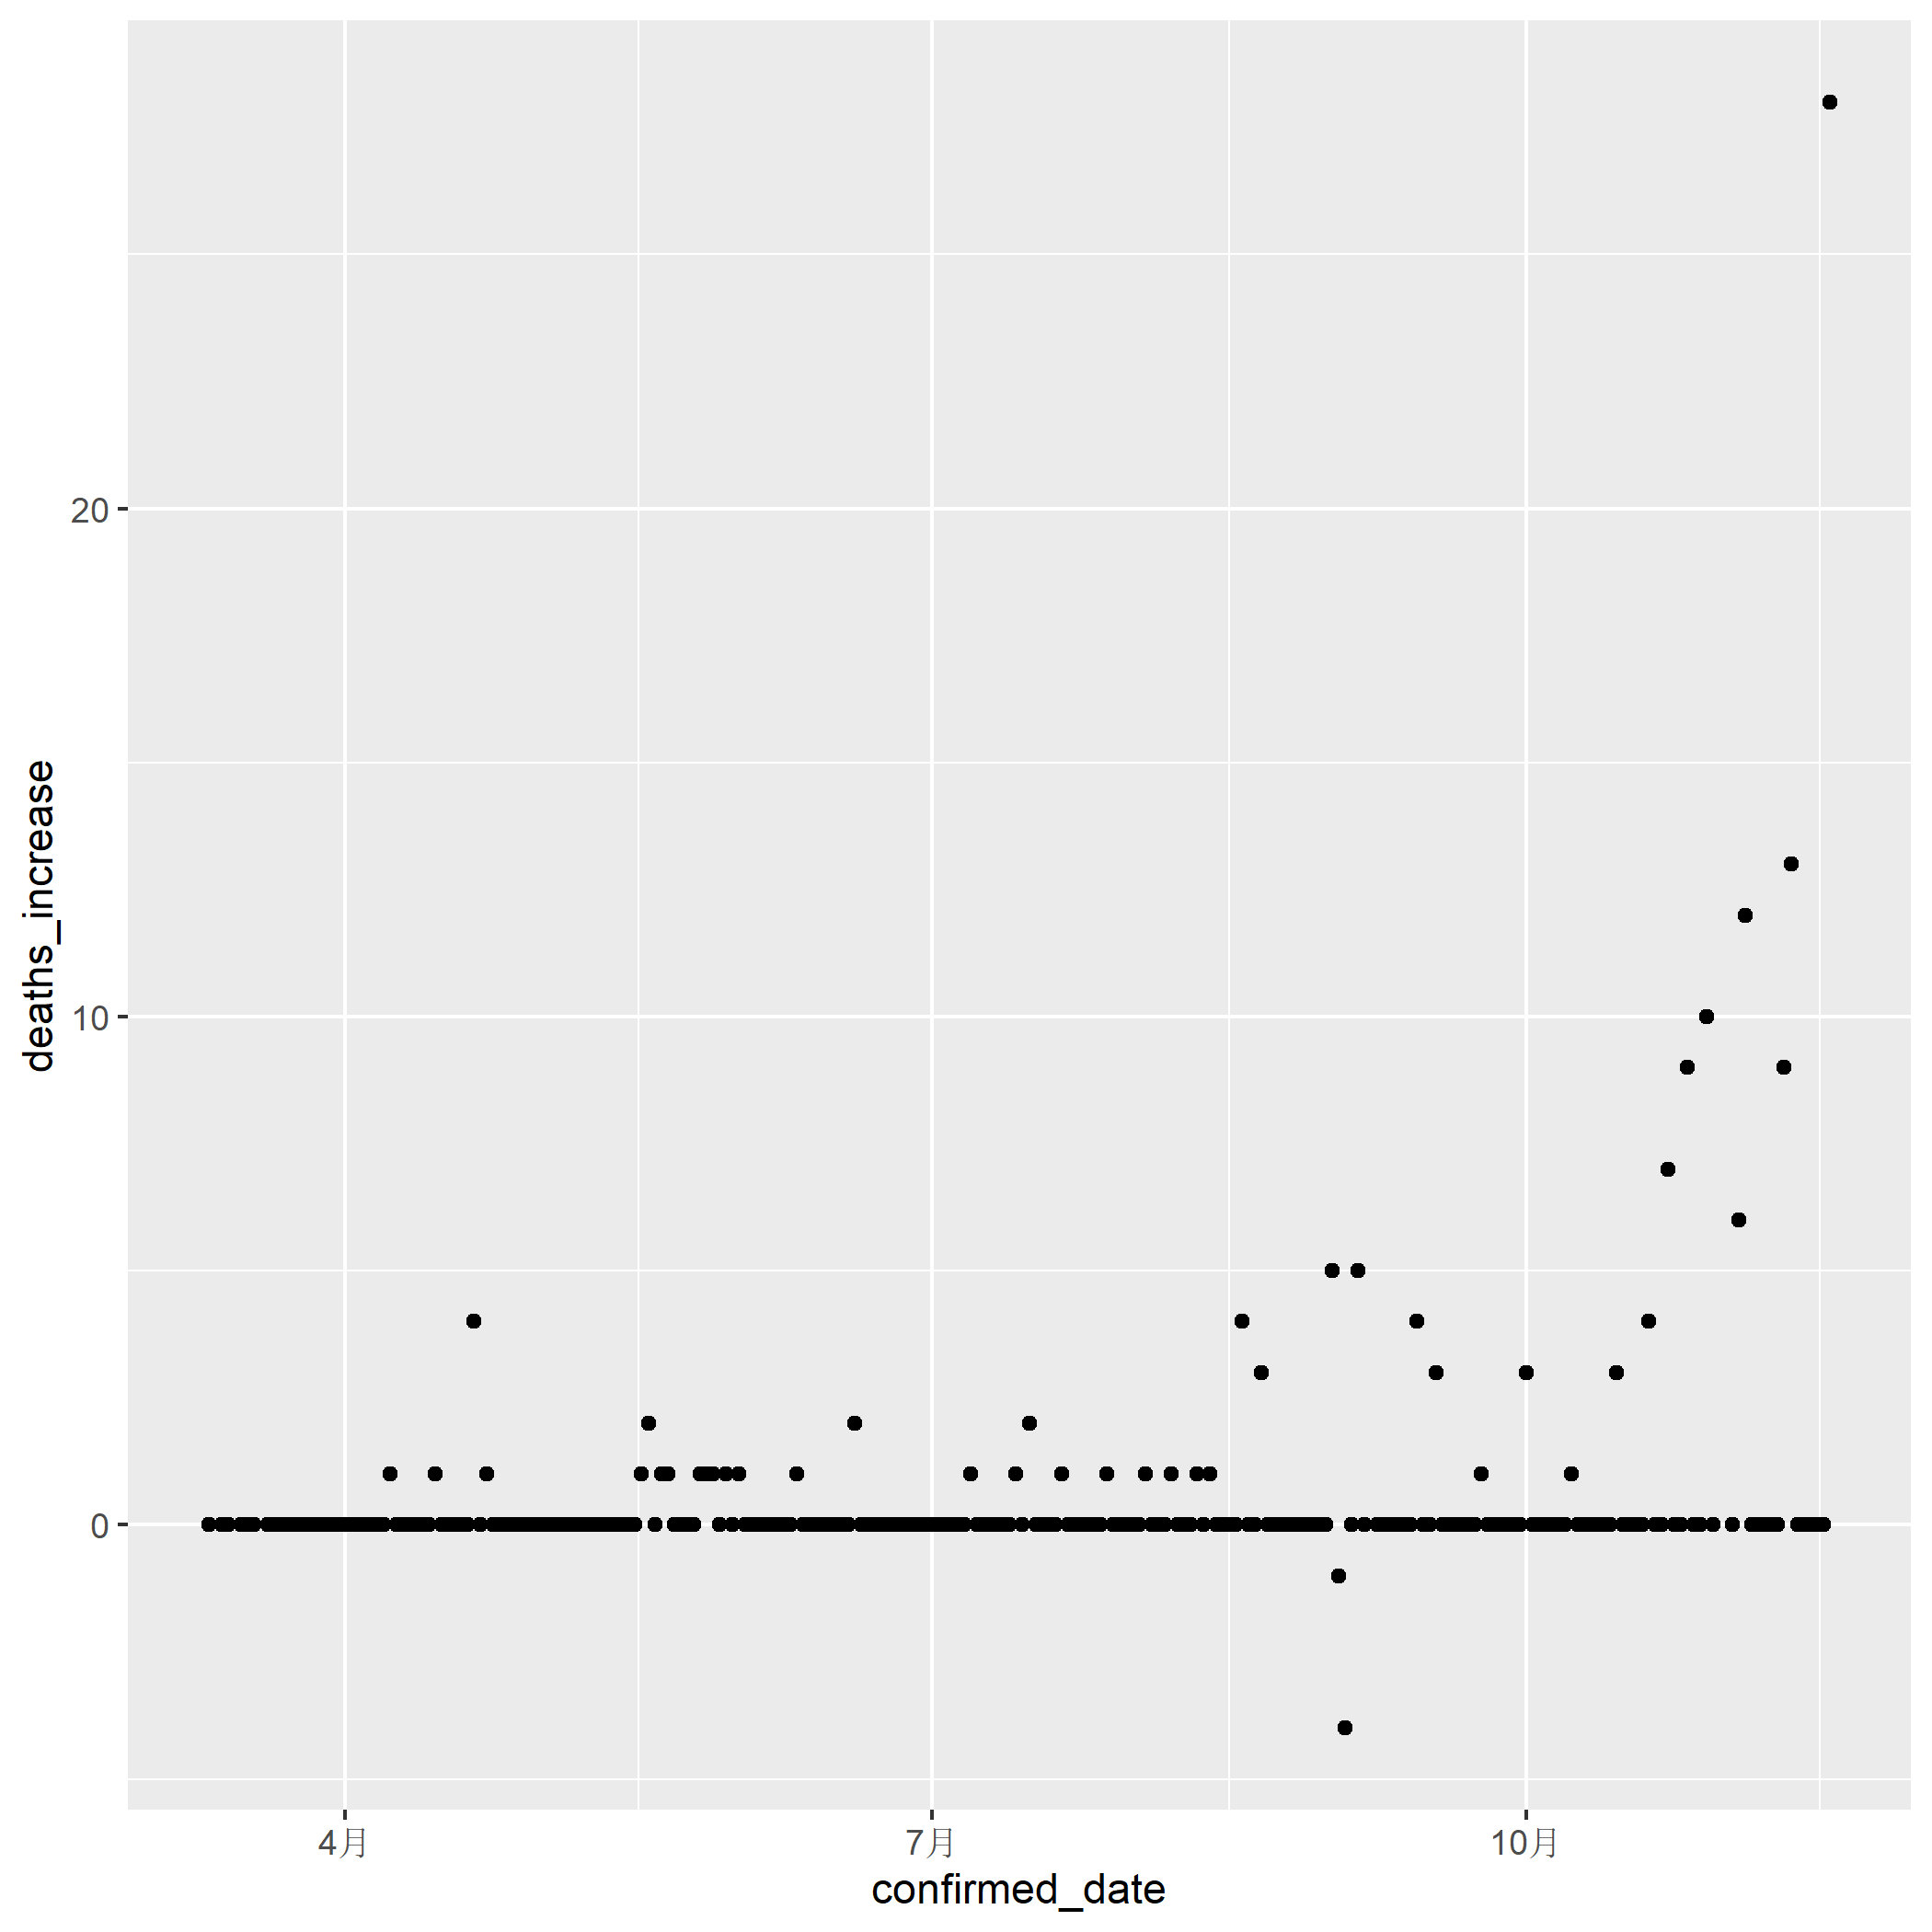 deaths_increase
20
10
0
4月
7月
10月
confirmed_date